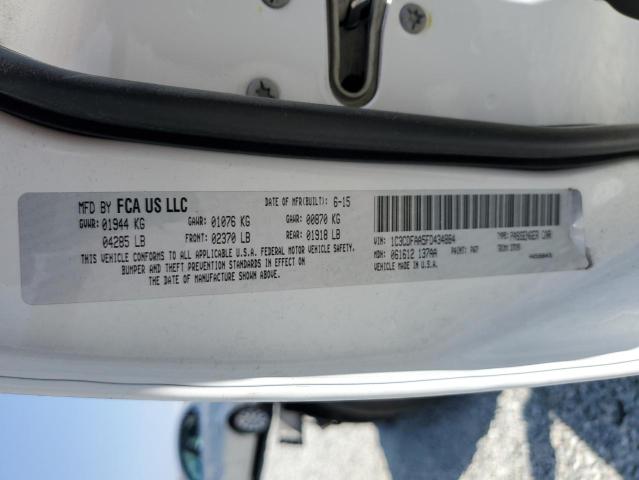 MFD BY FCA US LLC DATE OF MFR(BUILT): 6-15
GVWR: 01944 KG GAWR: 01076 KG GAWR: 00870 KG
04285 LB FRONT: 02370 LB REAR: 01918 LB
THIS VEHICLE CONFORMS TO ALL APPLICABLE U.S.A. FEDERAL MOTOR VEHICLE SAFETY,
BUMPER AND THEFT PREVENTION STANDARDS IN EFFECT ON
THE DATE OF MANUFACTURE SHOWN ABOVE.
VIN: 1C3CDFAA5FD434864 TYPE: PASSENGER CAR
MDH: 061612 137AA PAINT: PW7
VEHICLE MADE IN U.S.A.